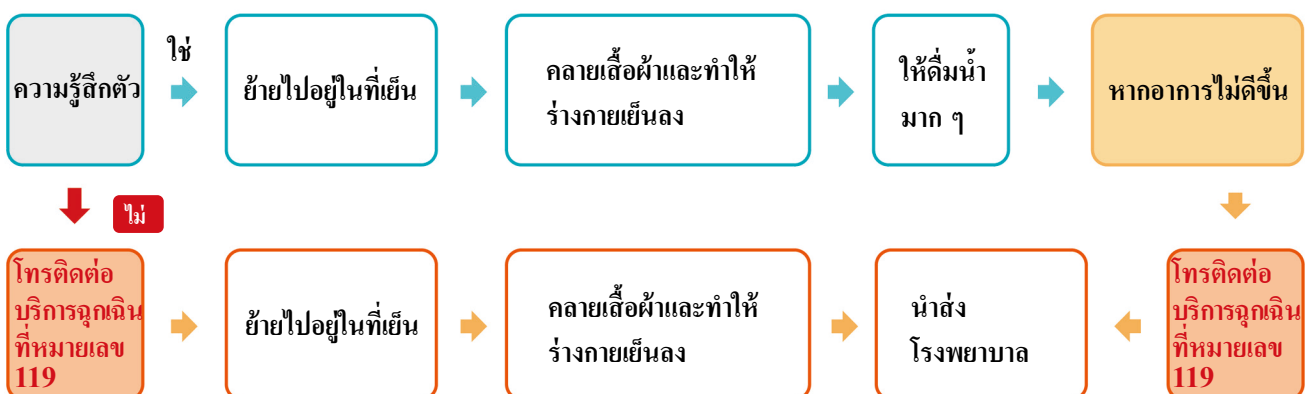 ความรู้สึกตัว
ใช่
ย้ายไปอยู่ในที่เย็น
คลายเสื้อผ้าและทำให้
ร่างกายเย็นลง
ให้ดื่มน้ำ
มาก ๆ
หากอาการไม่ดีขึ้น
ไม่
โทรติดต่อ
บริการฉุกเฉิน
ที่หมายเลข
119
ย้ายไปอยู่ในที่เย็น
คลายเสื้อผ้าและทำให้
ร่างกายเย็นลง
นำส่ง
โรงพยาบาล
โทรติดต่อ
บริการฉุกเฉิน
ที่หมายเลข
119